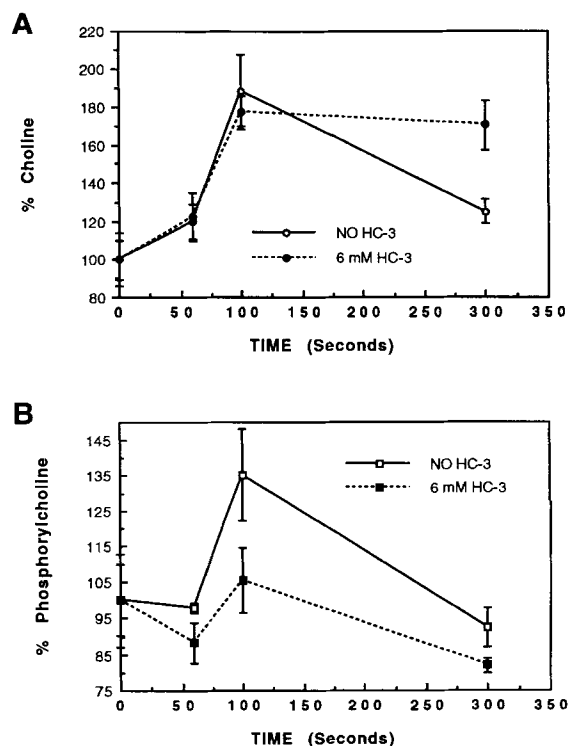 A
220
200
180
160
140
120
100
80
% Choline
NO HC-3
6 mM HC-3
0 50 100 150 200 250 300 350
TIME (Seconds)
B
145
135
125
115
105
95
85
75
% Phosphorylcholine
NO HC-3
6 mM HC-3
0 50 100 150 200 250 300 350
TIME (Seconds)